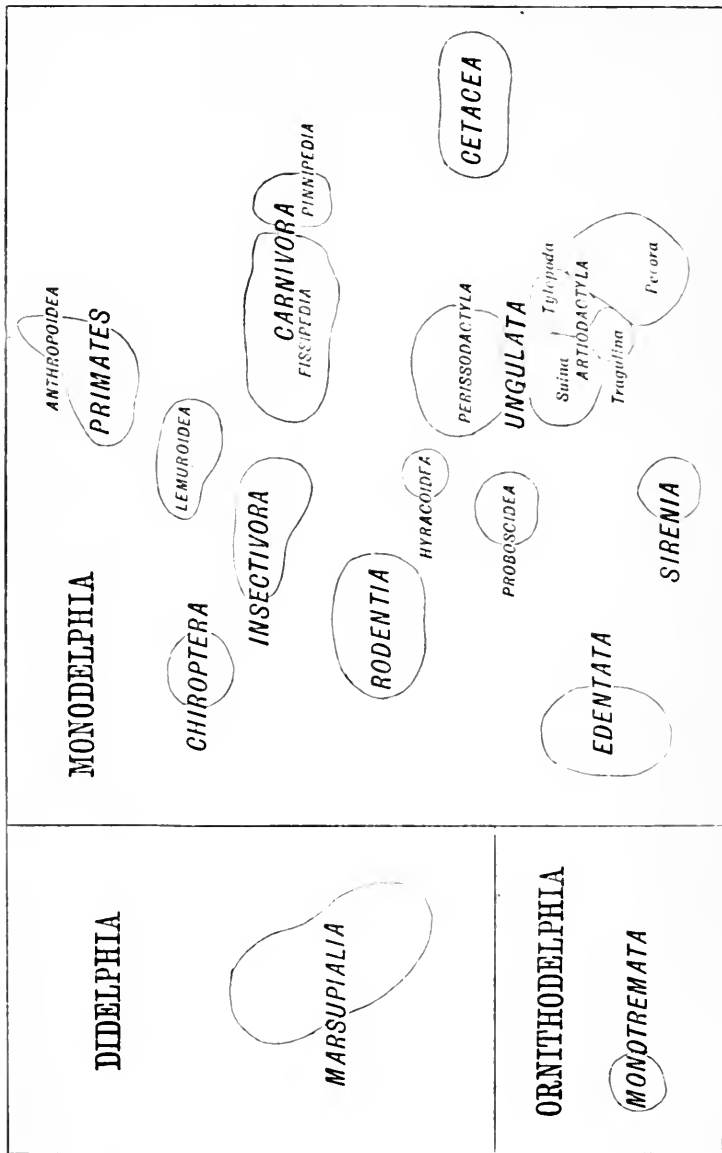 MONODELPHIA
ANTHROPOIDEA
PRIMATES
LEMUROIDEA
CHIROPTERA
INSECTIVORA
CARNIVORA
FISSIPEDIA
PINNIPEDIA
RODENTIA
HYRACOIDEA
PERISSODACTYLA
UNGULATA
PROBOSCIDEA
CETACEA
Suina
Tylopoda
ARTIODACTYLA
Tragulina
Pecora
EDENTATA
SIRENIA
DIDELPHIA
MARSUPIALIA
ORNITHODELPHIA
MONOTREMATA